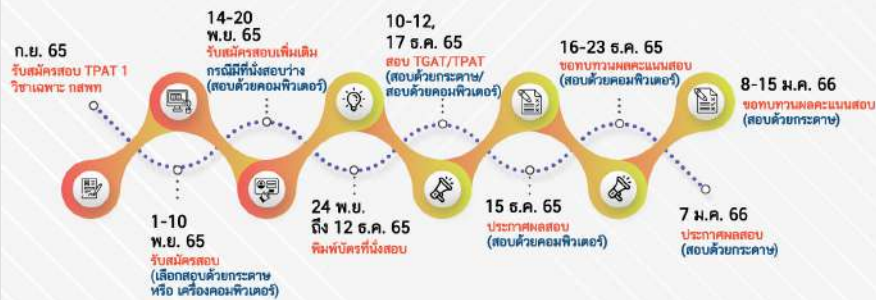 ก.ย. 65
รับสมัครสอบ TPAT 1
วิชาเฉพาะ กสพท
1-10
พ.ย. 65
รับสมัครสอบ
(เลือกสอบด้วยกระดาษ
หรือ เครื่องคอมพิวเตอร์)
14-20
พ.ย. 65
รับสมัครสอบเพิ่มเติม
กรณีมีที่นั่งสอบว่าง
(สอบด้วยคอมพิวเตอร์)
24 พ.ย.
ถึง 12 ธ.ค. 65
พิมพ์บัตรที่นั่งสอบ
10-12,
17 ธ.ค. 65
สอบ TGAT/TPAT
(สอบด้วยกระดาษ/
สอบด้วยคอมพิวเตอร์)
15 ธ.ค. 65
ประกาศผลสอบ
(สอบด้วยคอมพิวเตอร์)
16-23 ธ.ค. 65
ขอทบทวนผลคะแนนสอบ
(สอบด้วยคอมพิวเตอร์)
7 ม.ค. 66
ประกาศผลสอบ
(สอบด้วยกระดาษ)
8-15 ม.ค. 66
ขอทบทวนผลคะแนนสอบ
(สอบด้วยกระดาษ)